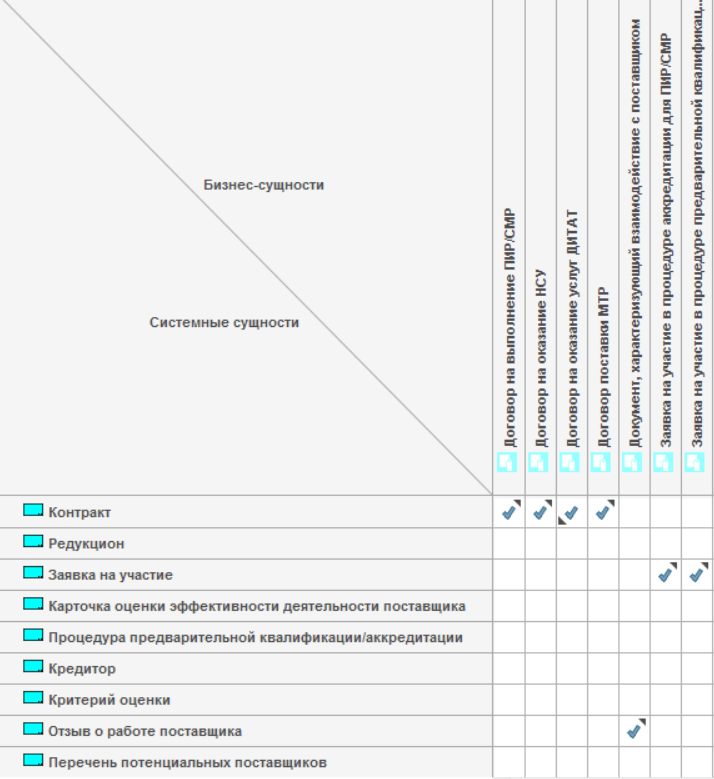 Бизнес-сущности
Системные сущности
Договор на выполнение ПИР/СМР
Договор на оказание НСУ
Договор на оказание услуг ДИТАТ
Договор поставки МТР
Документ, характеризующий взаимодействие с поставщиком
Заявка на участие в процедуре аккредитации для ПИР/СМР
Заявка на участие в процедуре предварительной квалификац...
Контракт
Редукцион
Заявка на участие
Карточка оценки эффективности деятельности поставщика
Процедура предварительной квалификации/аккредитации
Кредитор
Критерий оценки
Отзыв о работе поставщика
Перечень потенциальных поставщиков